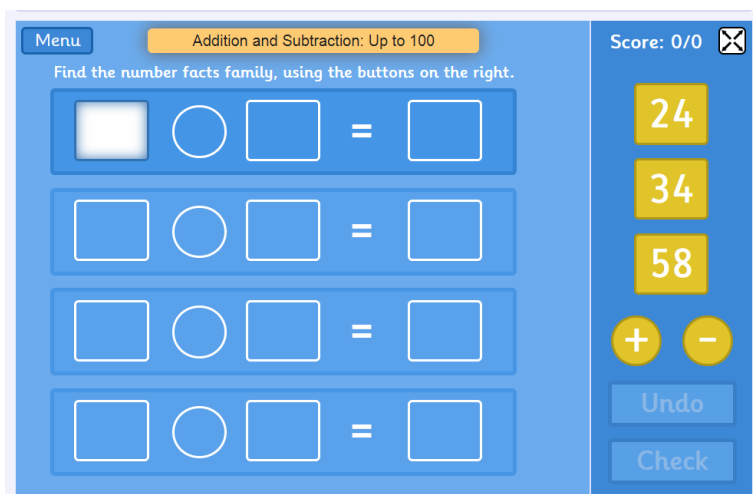 Menu
Addition and Subtraction: Up to 100
Score: 0/0
Find the number facts family, using the buttons on the right.
=
=
=
=
24
34
58
+ -
Undo
Check